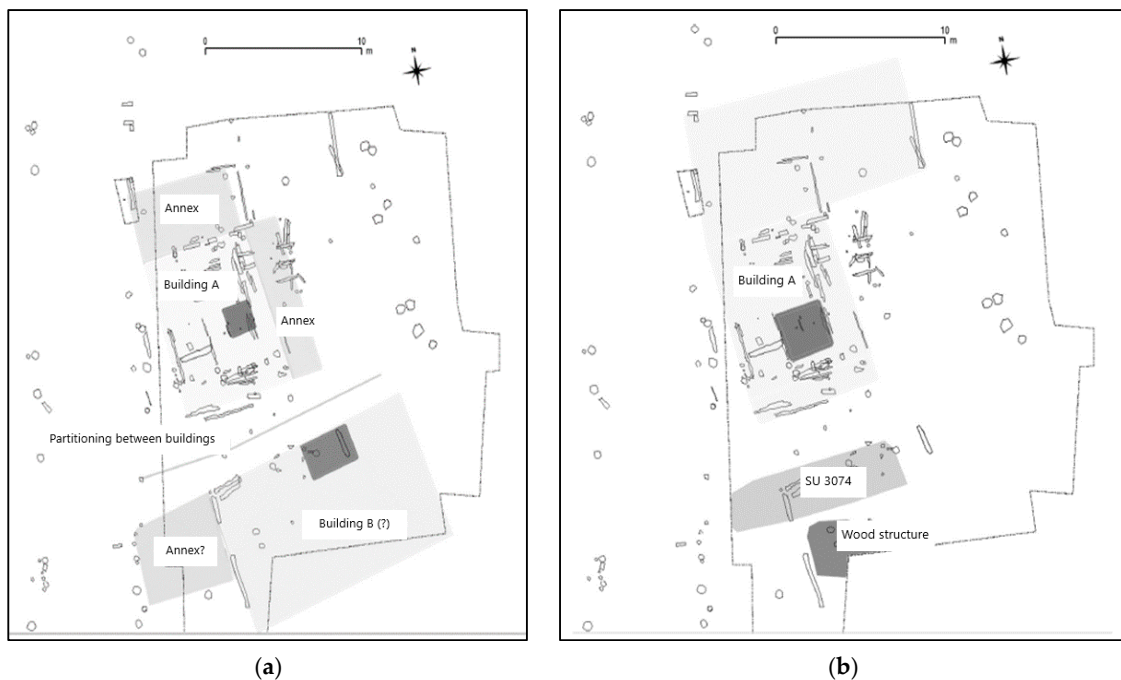 0 10
m
N
Annex
Building A
Annex
Partitioning between buildings
Building B (?)
Annex?
(a)
0 10
m
N
Building A
SU 3074
Wood structure
(b)